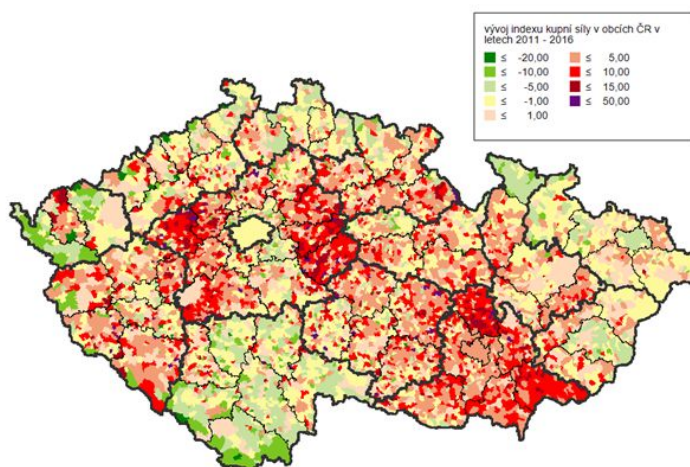 vývoj indexu kupní síly v obcích ČR v
letech 2011 - 2016
≤ -20,00 ≤ 5,00
≤ -10,00 ≤ 10,00
≤ -5,00 ≤ 15,00
≤ -1,00 ≤ 50,00
≤ 1,00